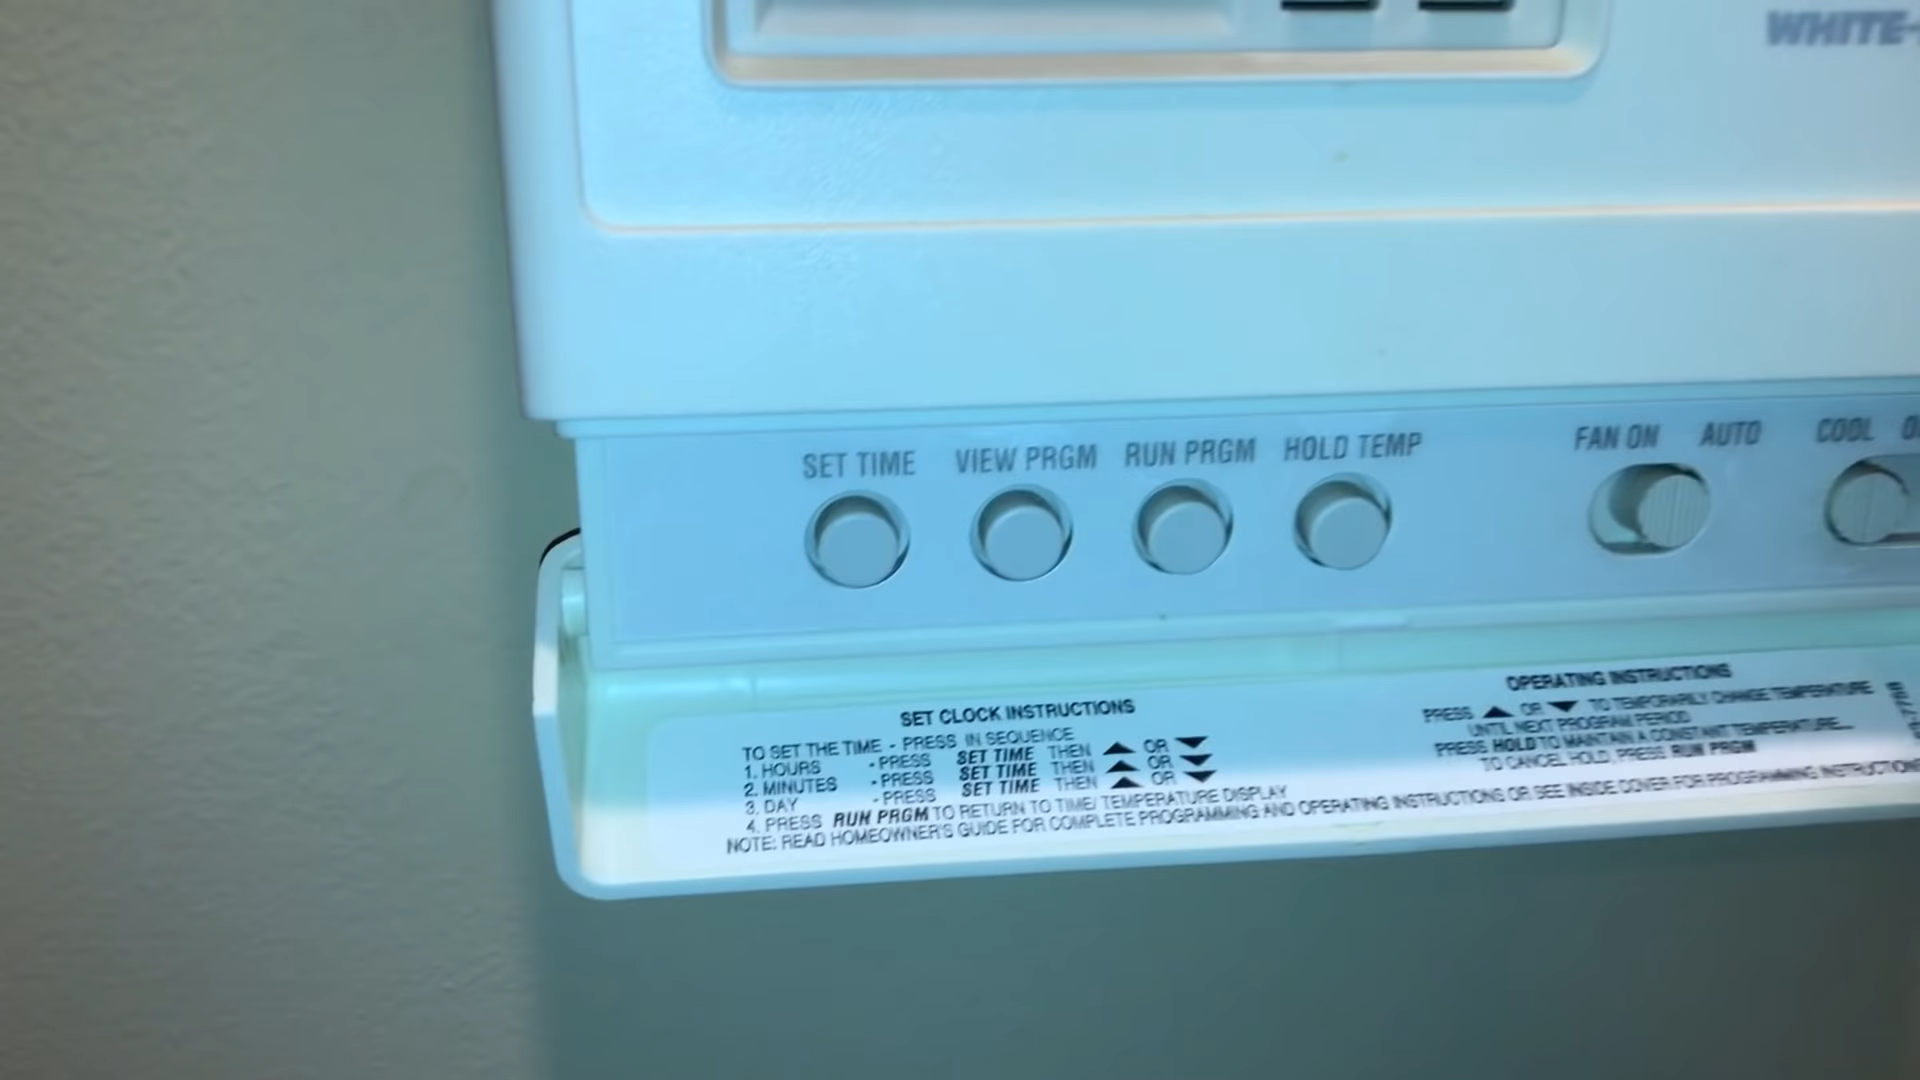 WHITE-
SET TIME VIEW PRGM RUN PRGM HOLD TEMP FAN ON AUTO COOL
SET CLOCK INSTRUCTIONS
TO SET THE TIME - PRESS IN SEQUENCE
1. HOURS - PRESS SET TIME THEN ▲ OR ▼
2. MINUTES - PRESS SET TIME THEN ▲ OR ▼
3. DAY - PRESS SET TIME THEN ▲ OR ▼
4. PRESS RUN PRGM TO RETURN TO TIME/ TEMPERATURE DISPLAY
NOTE: READ HOMEOWNER'S GUIDE FOR COMPLETE PROGRAMMING AND OPERATING INSTRUCTIONS OR SEE INSIDE COVER FOR PROGRAMMING INSTRUCTIONS
OPERATING INSTRUCTIONS
PRESS ▲ OR ▼ TO TEMPORARILY CHANGE TEMPERATURE
UNTIL NEXT PROGRAM PERIOD
PRESS HOLD TO MAINTAIN A CONSTANT TEMPERATURE...
TO CANCEL HOLD, PRESS RUN PRGM